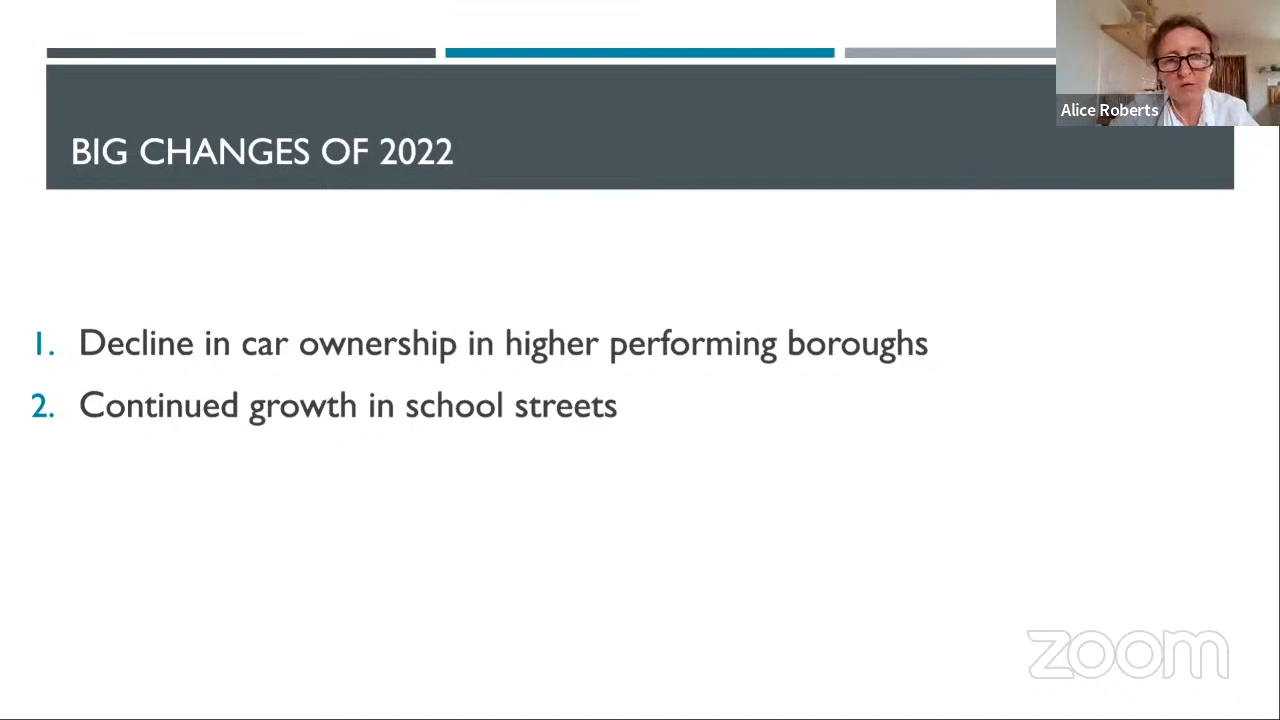 Alice Roberts
BIG CHANGES OF 2022
1. Decline in car ownership in higher performing boroughs
2. Continued growth in school streets
zoom